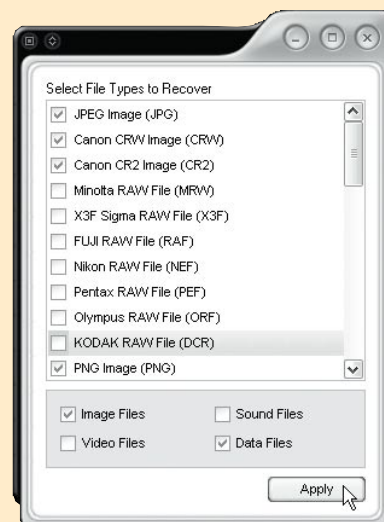 Select File Types to Recover
JPEG Image (JPG)
Canon CRW Image (CRW)
Canon CR2 Image (CR2)
Minolta RAW File (MRW)
X3F Sigma RAW File (X3F)
FUJI RAW File (RAF)
Nikon RAW File (NEF)
Pentax RAW File (PEF)
Olympus RAW File (ORF)
KODAK RAW File (DCR)
PNG Image (PNG)
Image Files Sound Files
Video Files Data Files
Apply